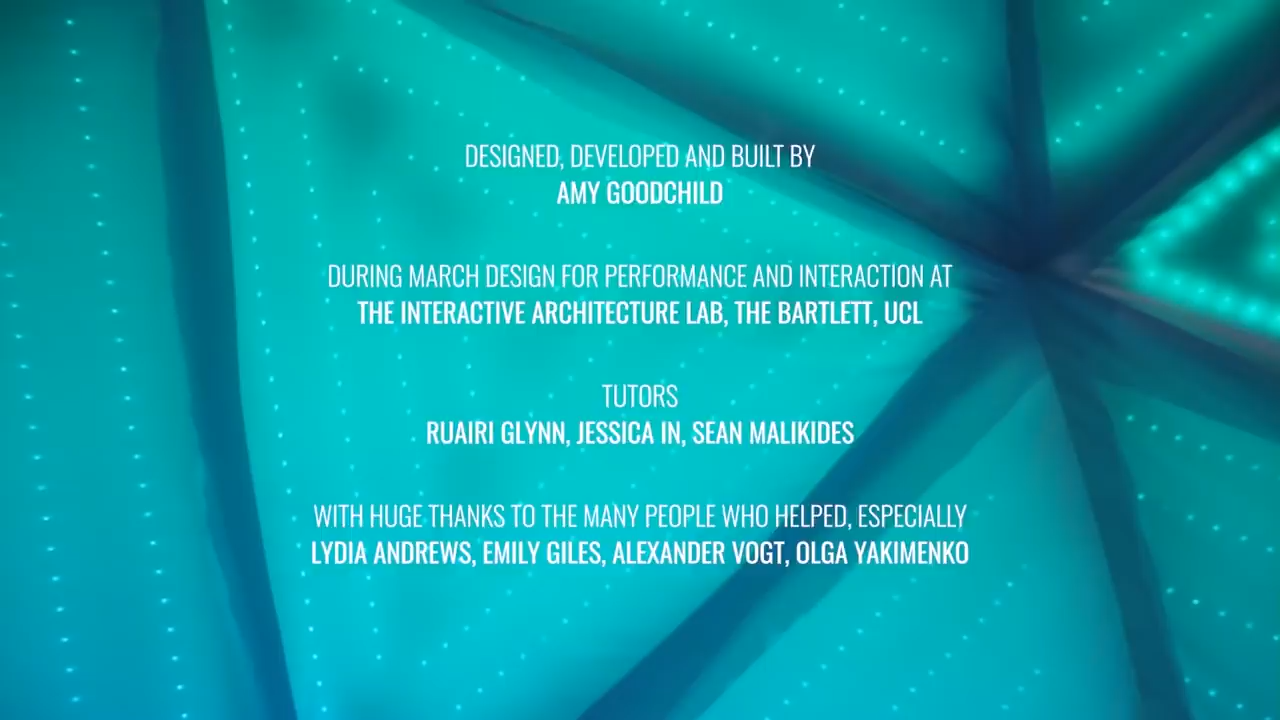 DESIGNED, DEVELOPED AND BUILT BY
AMY GOODCHILD
DURING MARCH DESIGN FOR PERFORMANCE AND INTERACTION AT
THE INTERACTIVE ARCHITECTURE LAB, THE BARTLETT, UCL
TUTORS
RUAIRI GLYNN, JESSICA IN, SEAN MALIKIDES
WITH HUGE THANKS TO THE MANY PEOPLE WHO HELPED, ESPECIALLY
LYDIA ANDREWS, EMILY GILES, ALEXANDER VOGT, OLGA YAKIMENKO